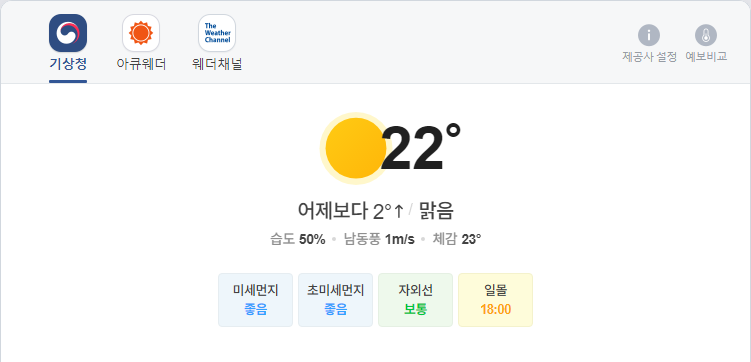 The
Weather
Channel
기상청 아큐웨더 웨더채널 제공사 설정 예보비교
22°
어제보다 2°↑ / 맑음
습도 50% • 남동풍 1m/s • 체감 23°
미세먼지 초미세먼지 자외선 일몰
좋음 좋음 보통 18:00